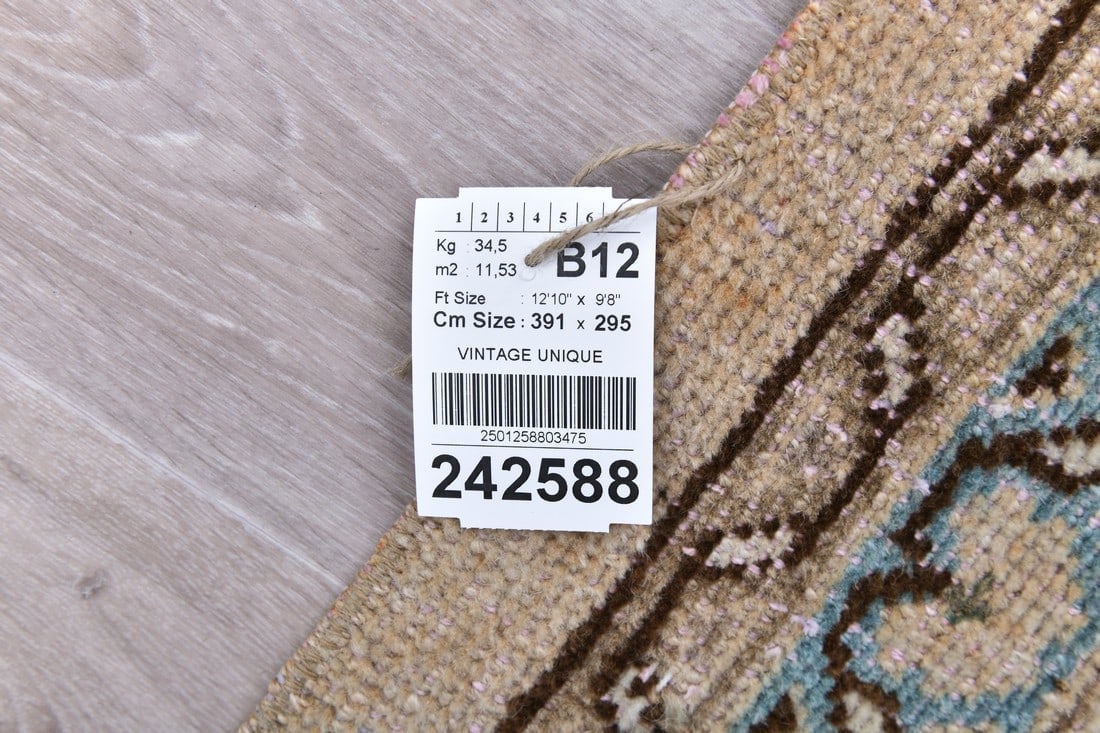 1 2 3 4 5 6
Kg : 34,5
m2 : 11,53
B12
Ft Size : 12'10" x 9'8"
Cm Size : 391 x 295
VINTAGE UNIQUE
2501258803475
242588